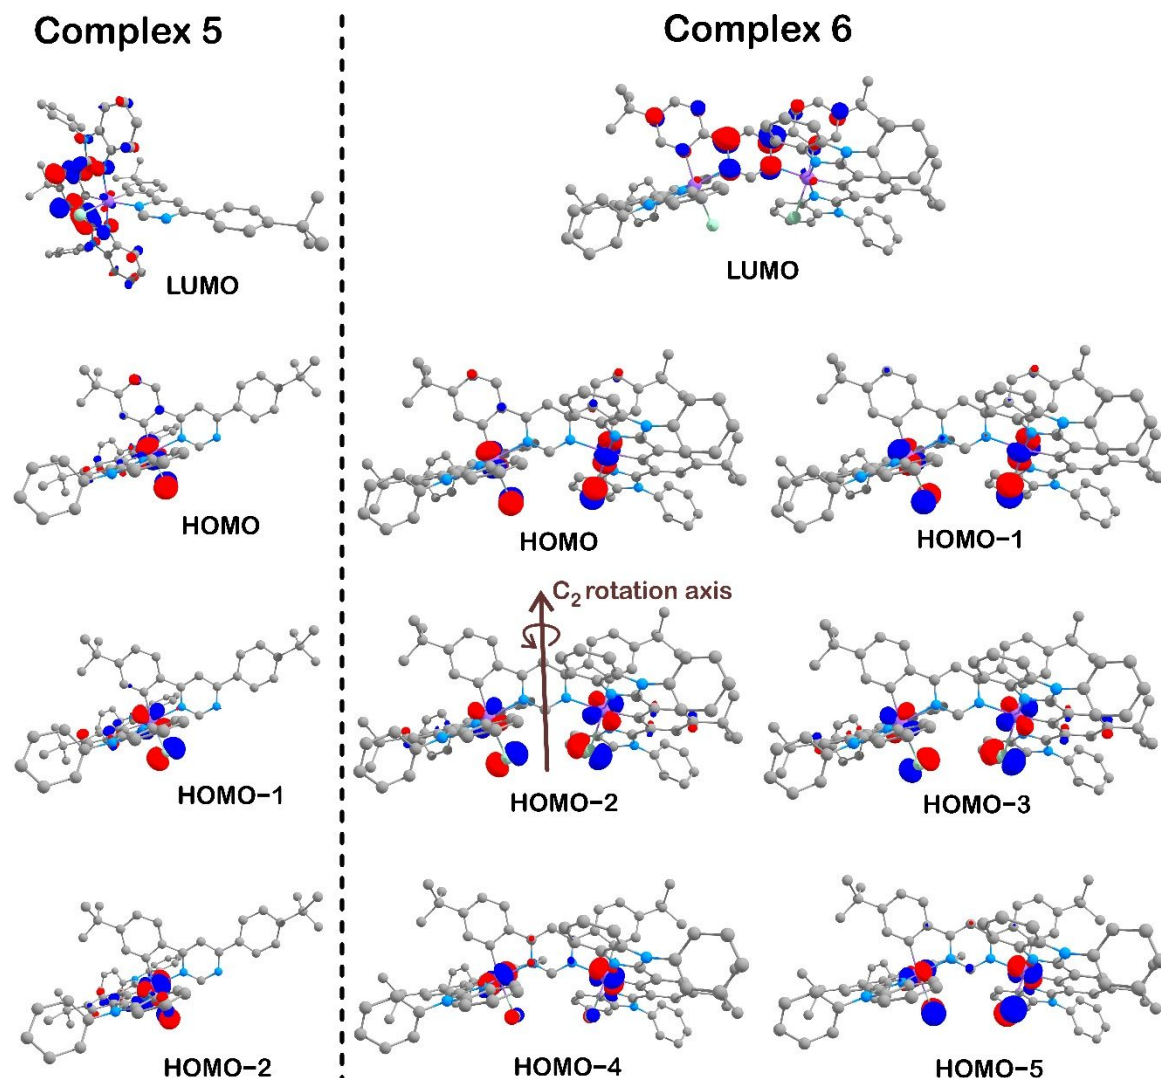 Complex 5
Complex 6
LUMO
LUMO
HOMO
HOMO
HOMO−1
C2 rotation axis
HOMO−1
HOMO−2
HOMO−3
HOMO−2
HOMO−4
HOMO−5